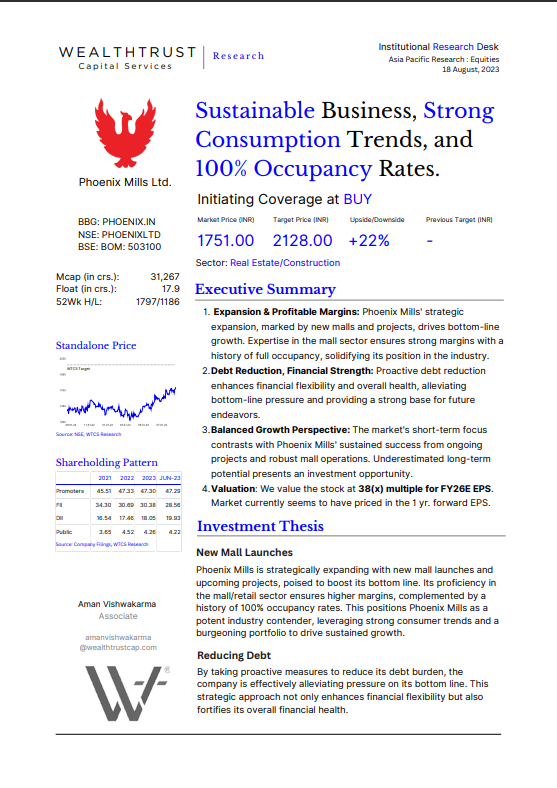 WEALTHTRUST
Capital Services
Research
Institutional Research Desk
Asia Pacific Research : Equities
18 August, 2023
Phoenix Mills Ltd.
BBG: PHOENIX.IN
NSE: PHOENIXLTD
BSE: BOM: 503100
Mcap (in crs.): 31,267
Float (in crs.): 17.9
52Wk H/L: 1797/1186
Standalone Price
WTCS Target
Source: NSE, WTCS Research
Shareholding Pattern
2021 2022 2023 JUN-23
Promoters 45.51 47.33 47.30 47.29
FII 34.30 30.69 30.38 28.56
DII 16.54 17.46 18.05 19.93
Public 3.65 4.52 4.26 4.22
Source: Company Filings, WTCS Research
Aman Vishwakarma
Associate
amanvishwakarma
@wealthtrustcap.com
W
®
Sustainable Business, Strong
Consumption Trends, and
100% Occupancy Rates.
Initiating Coverage at BUY
Market Price (INR) Target Price (INR) Upside/Downside Previous Target (INR)
1751.00 2128.00 +22% -
Sector: Real Estate/Construction
Executive Summary
1. Expansion & Profitable Margins: Phoenix Mills' strategic
expansion, marked by new malls and projects, drives bottom-line
growth. Expertise in the mall sector ensures strong margins with a
history of full occupancy, solidifying its position in the industry.
2. Debt Reduction, Financial Strength: Proactive debt reduction
enhances financial flexibility and overall health, alleviating
bottom-line pressure and providing a strong base for future
endeavors.
3. Balanced Growth Perspective: The market's short-term focus
contrasts with Phoenix Mills' sustained success from ongoing
projects and robust mall operations. Underestimated long-term
potential presents an investment opportunity.
4. Valuation: We value the stock at 38(x) multiple for FY26E EPS.
Market currently seems to have priced in the 1 yr. forward EPS.
Investment Thesis
New Mall Launches
Phoenix Mills is strategically expanding with new mall launches and
upcoming projects, poised to boost its bottom line. Its proficiency in
the mall/retail sector ensures higher margins, complemented by a
history of 100% occupancy rates. This positions Phoenix Mills as a
potent industry contender, leveraging strong consumer trends and a
burgeoning portfolio to drive sustained growth.
Reducing Debt
By taking proactive measures to reduce its debt burden, the
company is effectively alleviating pressure on its bottom line. This
strategic approach not only enhances financial flexibility but also
fortifies its overall financial health.